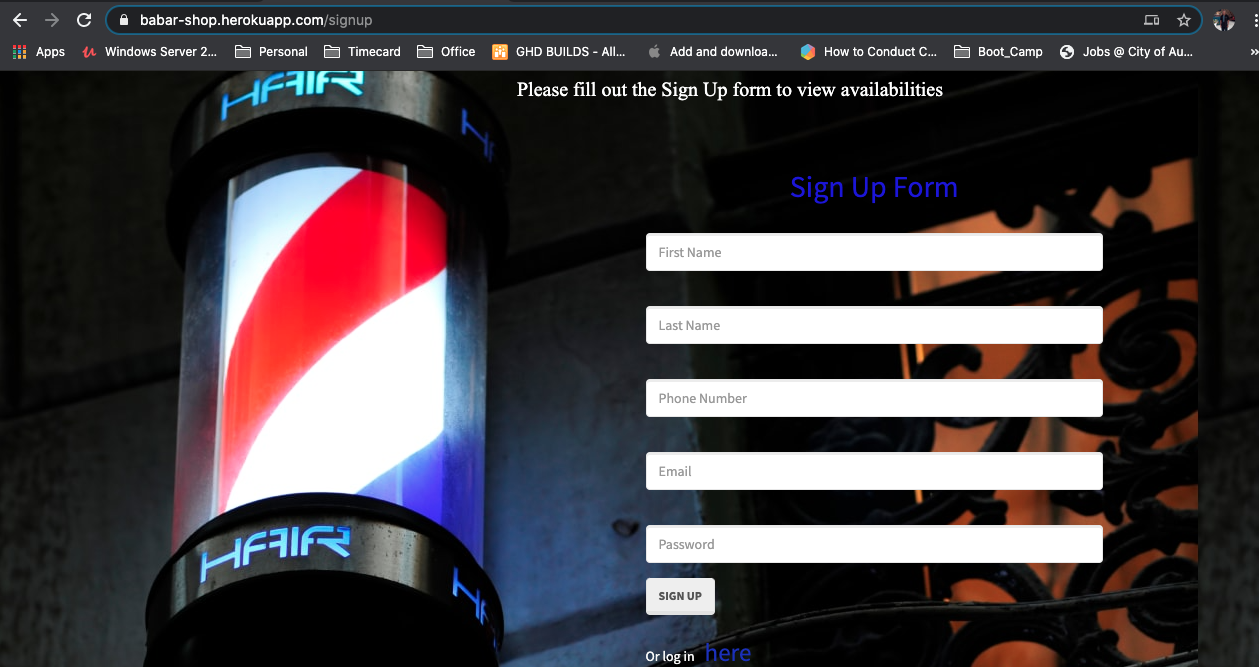 babar-shop.herokuapp.com/signup
Apps Windows Server 2... Personal Timecard Office GHD BUILDS - All... Add and downloa... How to Conduct C... Boot_Camp Jobs @ City of Au...
Please fill out the Sign Up form to view availabilities
HAIR
Sign Up Form
First Name
Last Name
Phone Number
Email
Password
HAIR
SIGN UP
Or log in here